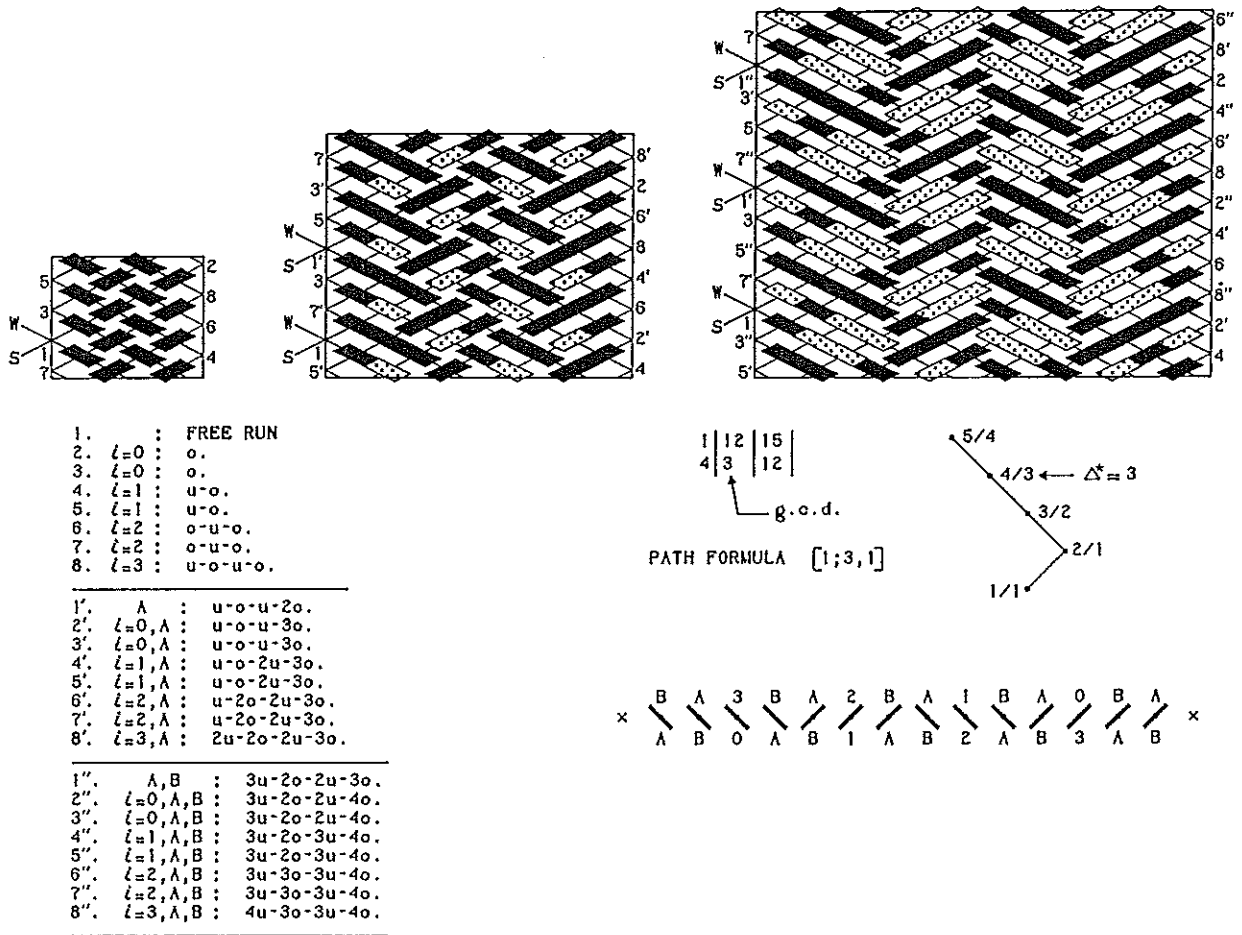 7
W
S
1"
3'
5
7"
W
S
1'
3
5"
7'
W
S
1
3"
5'
6"
8'
2
4"
6'
8
2"
4'
6
8"
2'
4
7
3'
5
W
S
1'
3
7'
W
S
1
5'
8'
2
6'
8
4'
6
2'
4
5
3
W
S
1
7
2
8
6
4
1. : FREE RUN
2. i=0 : o.
3. i=0 : o.
4. i=1 : u-o.
5. i=1 : u-o.
6. i=2 : o-u-o.
7. i=2 : o-u-o.
8. i=3 : u-o-u-o.
1'. A : u-o-u-2o.
2'. i=0,A : u-o-u-3o.
3'. i=0,A : u-o-u-3o.
4'. i=1,A : u-o-2u-3o.
5'. i=1,A : u-o-2u-3o.
6'. i=2,A : u-2o-2u-3o.
7'. i=2,A : u-2o-2u-3o.
8'. i=3,A : 2u-2o-2u-3o.
1". A,B : 3u-2o-2u-3o.
2". i=0,A,B : 3u-2o-2u-4o.
3". i=0,A,B : 3u-2o-2u-4o.
4". i=1,A,B : 3u-2o-3u-4o.
5". i=1,A,B : 3u-2o-3u-4o.
6". i=2,A,B : 3u-3o-3u-4o.
7". i=2,A,B : 3u-3o-3u-4o.
8". i=3,A,B : 4u-3o-3u-4o.
1 | 12 | 15 |
4 | 3 | 12 |
g.c.d.
PATH FORMULA [1;3,1]
5/4
4/3 ← Δ*= 3
3/2
2/1
1/1
B A 3 B A 2 B A 1 B A 0 B A
× ×
A B 0 A B 1 A B 2 A B 3 A B